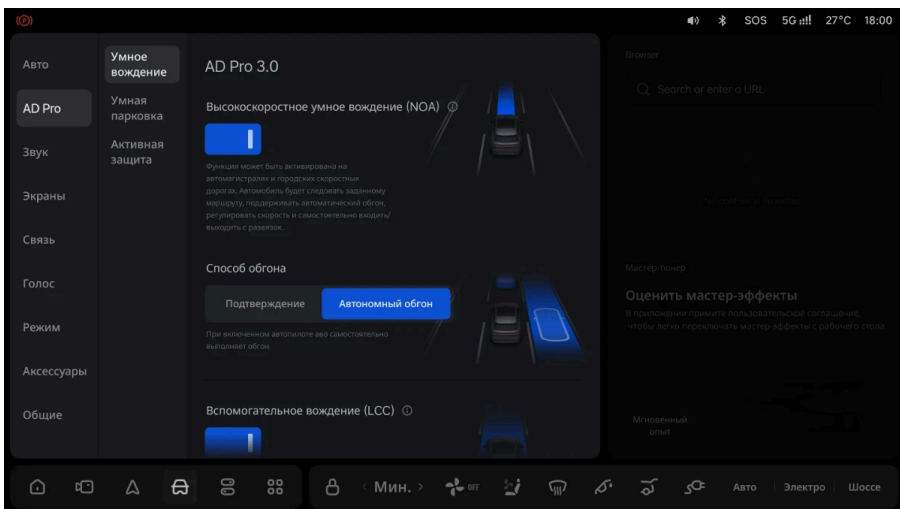 (P)
SOS 5G 27°C 18:00
Авто
AD Pro
Звук
Экраны
Связь
Голос
Режим
Аксессуары
Общие
Умное
вождение
Умная
парковка
Активная
защита
AD Pro 3.0
Высокоскоростное умное вождение (NOA)
Функция может быть активирована на
автомагистралях и городских скоростных
дорогах. Автомобиль будет следовать заданному
маршруту, поддерживать автоматический обгон,
регулировать скорость и самостоятельно входить/
выходить с развязок.
Способ обгона
Подтверждение Автономный обгон
При включенном автопилоте аво самостоятельно
выполняет обгон
Вспомогательное вождение (LCC)
Browser
Search or enter a URL
Мастер-тюнер
Оценить мастер-эффекты
В приложении примите пользовательское соглашение,
чтобы легко переключать мастер-эффекты с рабочего стола.
Мгновенный
опыт
< Мин. > OFF Авто Электро Шоссе